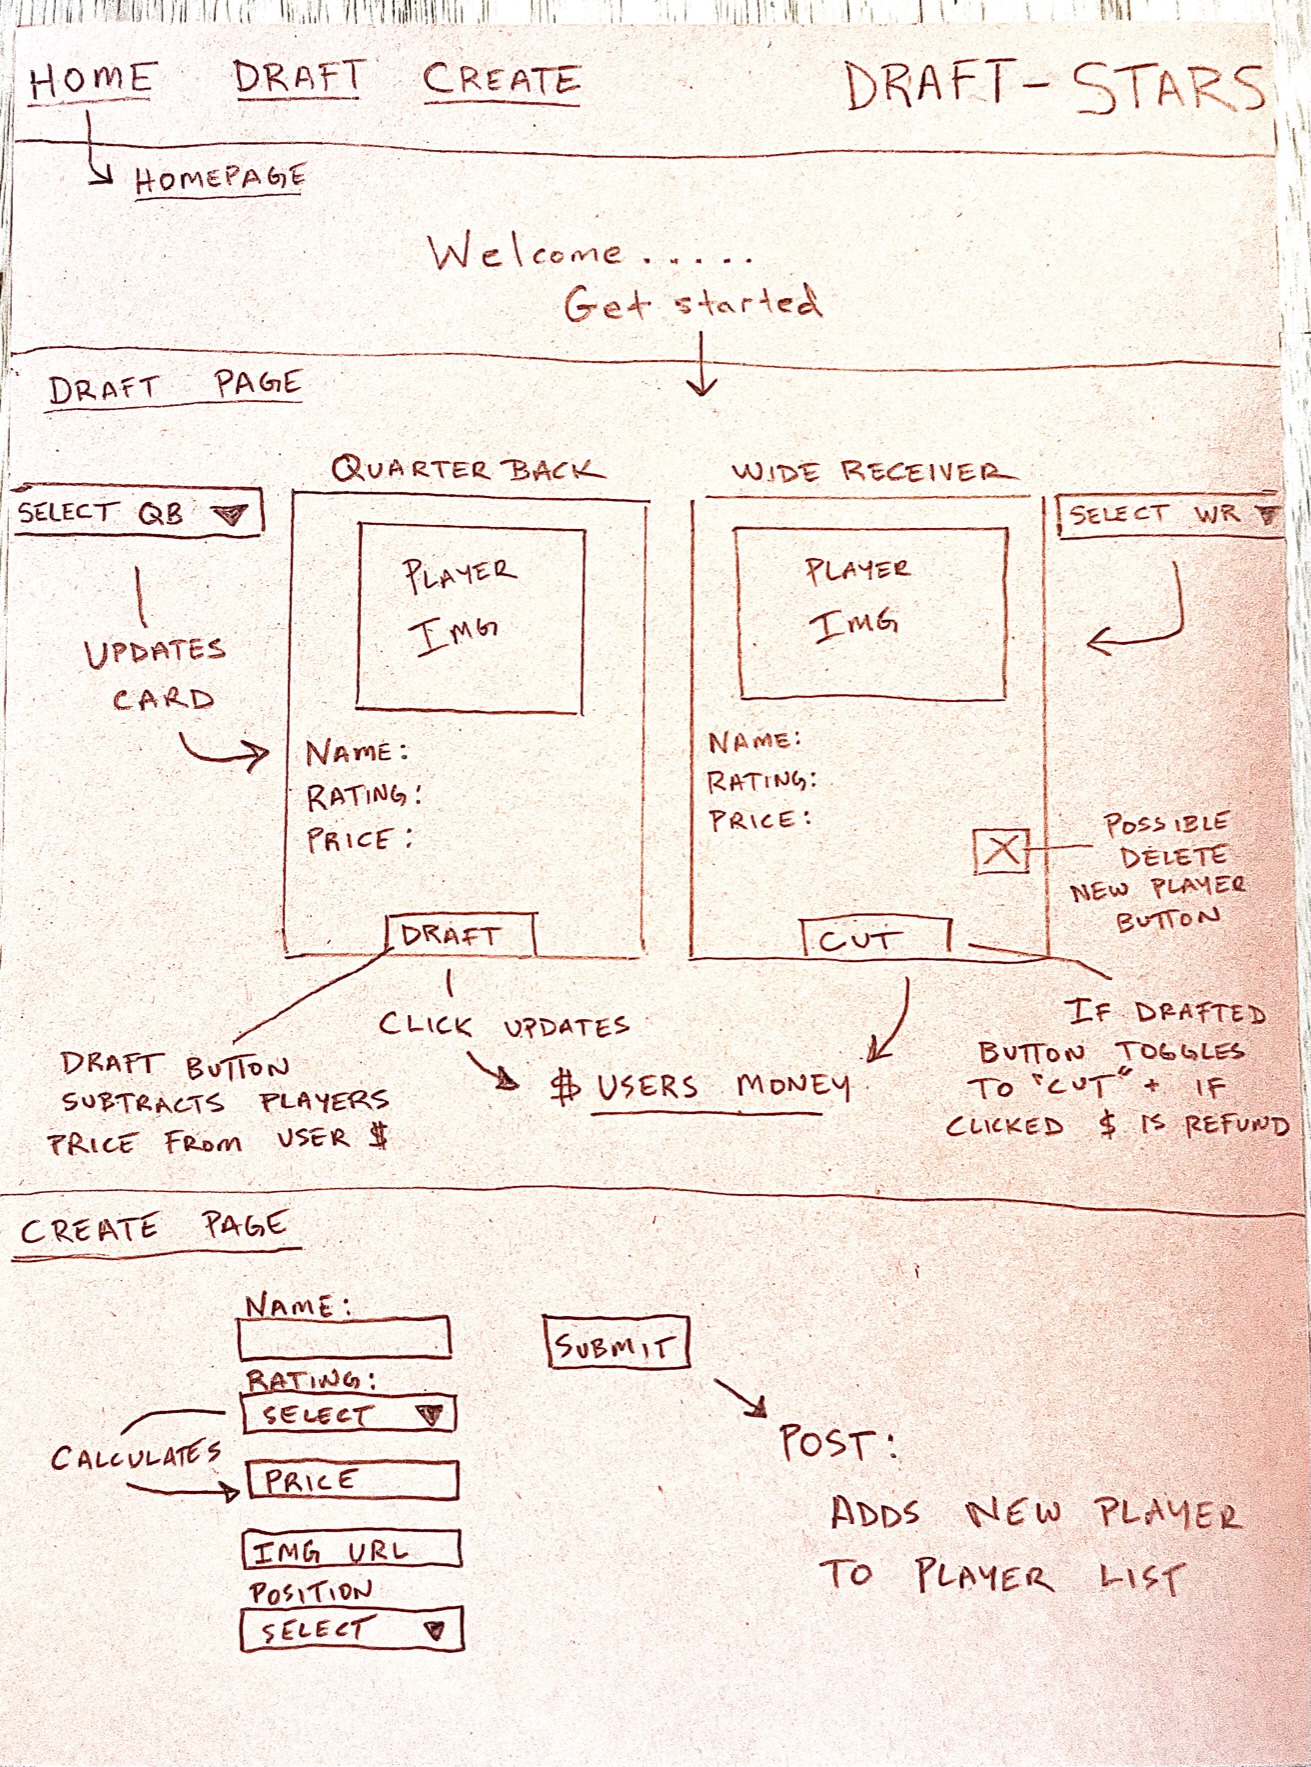 HOME DRAFT CREATE DRAFT-STARS
HOMEPAGE
Welcome .....
Get started
DRAFT PAGE
QUARTER BACK
WIDE RECEIVER
SELECT QB
SELECT WR
PLAYER
IMG
PLAYER
IMG
UPDATES
CARD
NAME:
RATING:
PRICE:
NAME:
RATING:
PRICE:
X
POSSIBLE
DELETE
NEW PLAYER
BUTTON
DRAFT
CUT
CLICK UPDATES
$ USERS MONEY
DRAFT BUTTON
SUBTRACTS PLAYERS
PRICE FROM USER $
IF DRAFTED
BUTTON TOGGLES
TO "CUT" + IF
CLICKED $ IS REFUND
CREATE PAGE
NAME:
RATING:
SELECT
CALCULATES
PRICE
IMG URL
POSITION
SELECT
SUBMIT
POST:
ADDS NEW PLAYER
TO PLAYER LIST